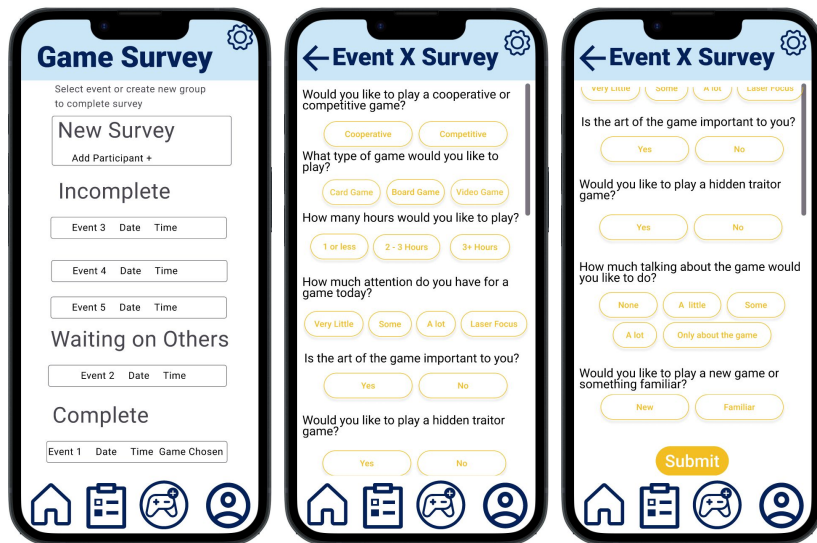 Game Survey
Select event or create new group
to complete survey
New Survey
Add Participant +
Incomplete
Event 3 Date Time
Event 4 Date Time
Event 5 Date Time
Waiting on Others
Event 2 Date Time
Complete
Event 1 Date Time Game Chosen
Event X Survey
Would you like to play a cooperative or
competitive game?
Cooperative Competitive
What type of game would you like to
play?
Card Game Board Game Video Game
How many hours would you like to play?
1 or less 2 - 3 Hours 3+ Hours
How much attention do you have for a
game today?
Very Little Some A lot Laser Focus
Is the art of the game important to you?
Yes No
Would you like to play a hidden traitor
game?
Yes No
Event X Survey
Very Little Some A lot Laser Focus
Is the art of the game important to you?
Yes No
Would you like to play a hidden traitor
game?
Yes No
How much talking about the game would
you like to do?
None A little Some
A lot Only about the game
Would you like to play a new game or
something familiar?
New Familiar
Submit